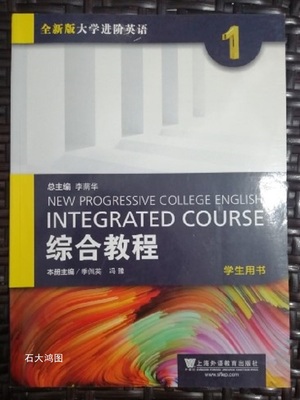 全新版大学进阶英语
1
总主编 李荫华
NEW PROGRESSIVE COLLEGE ENGLISH
INTEGRATED COURSE
综合教程
本册主编/季佩英 冯豫
学生用书
石大鸿图
上海外语教育出版社
www.sflep.com